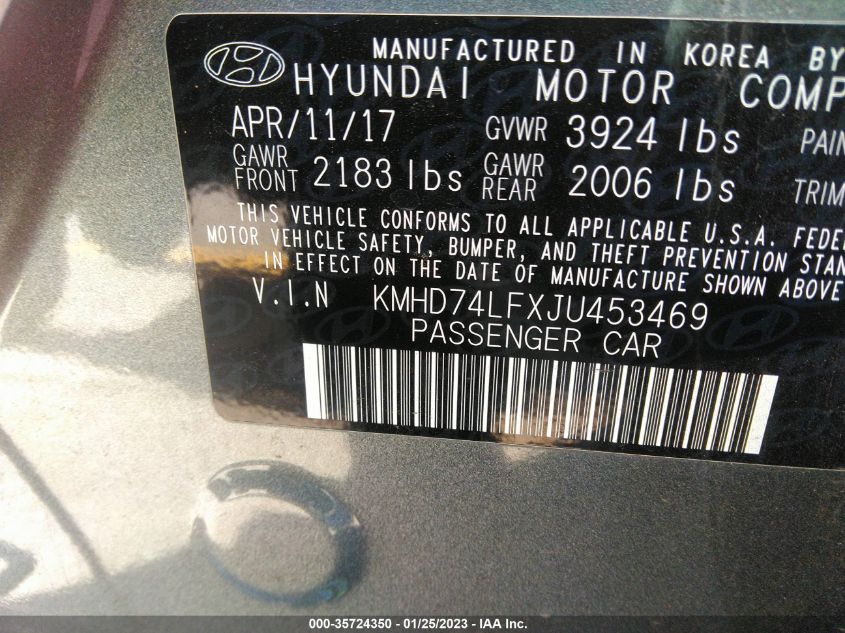 MANUFACTURED IN KOREA BY
HYUNDAI MOTOR COMP
APR/11/17 GVWR 3924 lbs PAIN
GAWR FRONT 2183 lbs GAWR REAR 2006 lbs TRIM
THIS VEHICLE CONFORMS TO ALL APPLICABLE U.S.A. FEDE
MOTOR VEHICLE SAFETY, BUMPER, AND THEFT PREVENTION STAN
IN EFFECT ON THE DATE OF MANUFACTURE SHOWN ABOVE
V.I.N KMHD74LFXJU453469
PASSENGER CAR
000-35724350 - 01/25/2023 - IAA Inc.